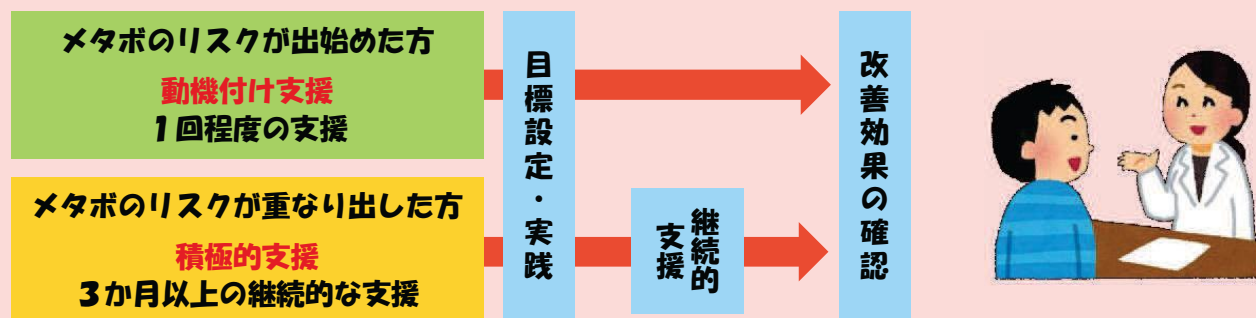 メタボのリスクが出始めた方
動機付け支援
1回程度の支援
メタボのリスクが重なり出した方
積極的支援
3か月以上の継続的な支援
目標設定・実践
継続的
支援
改善効果の確認